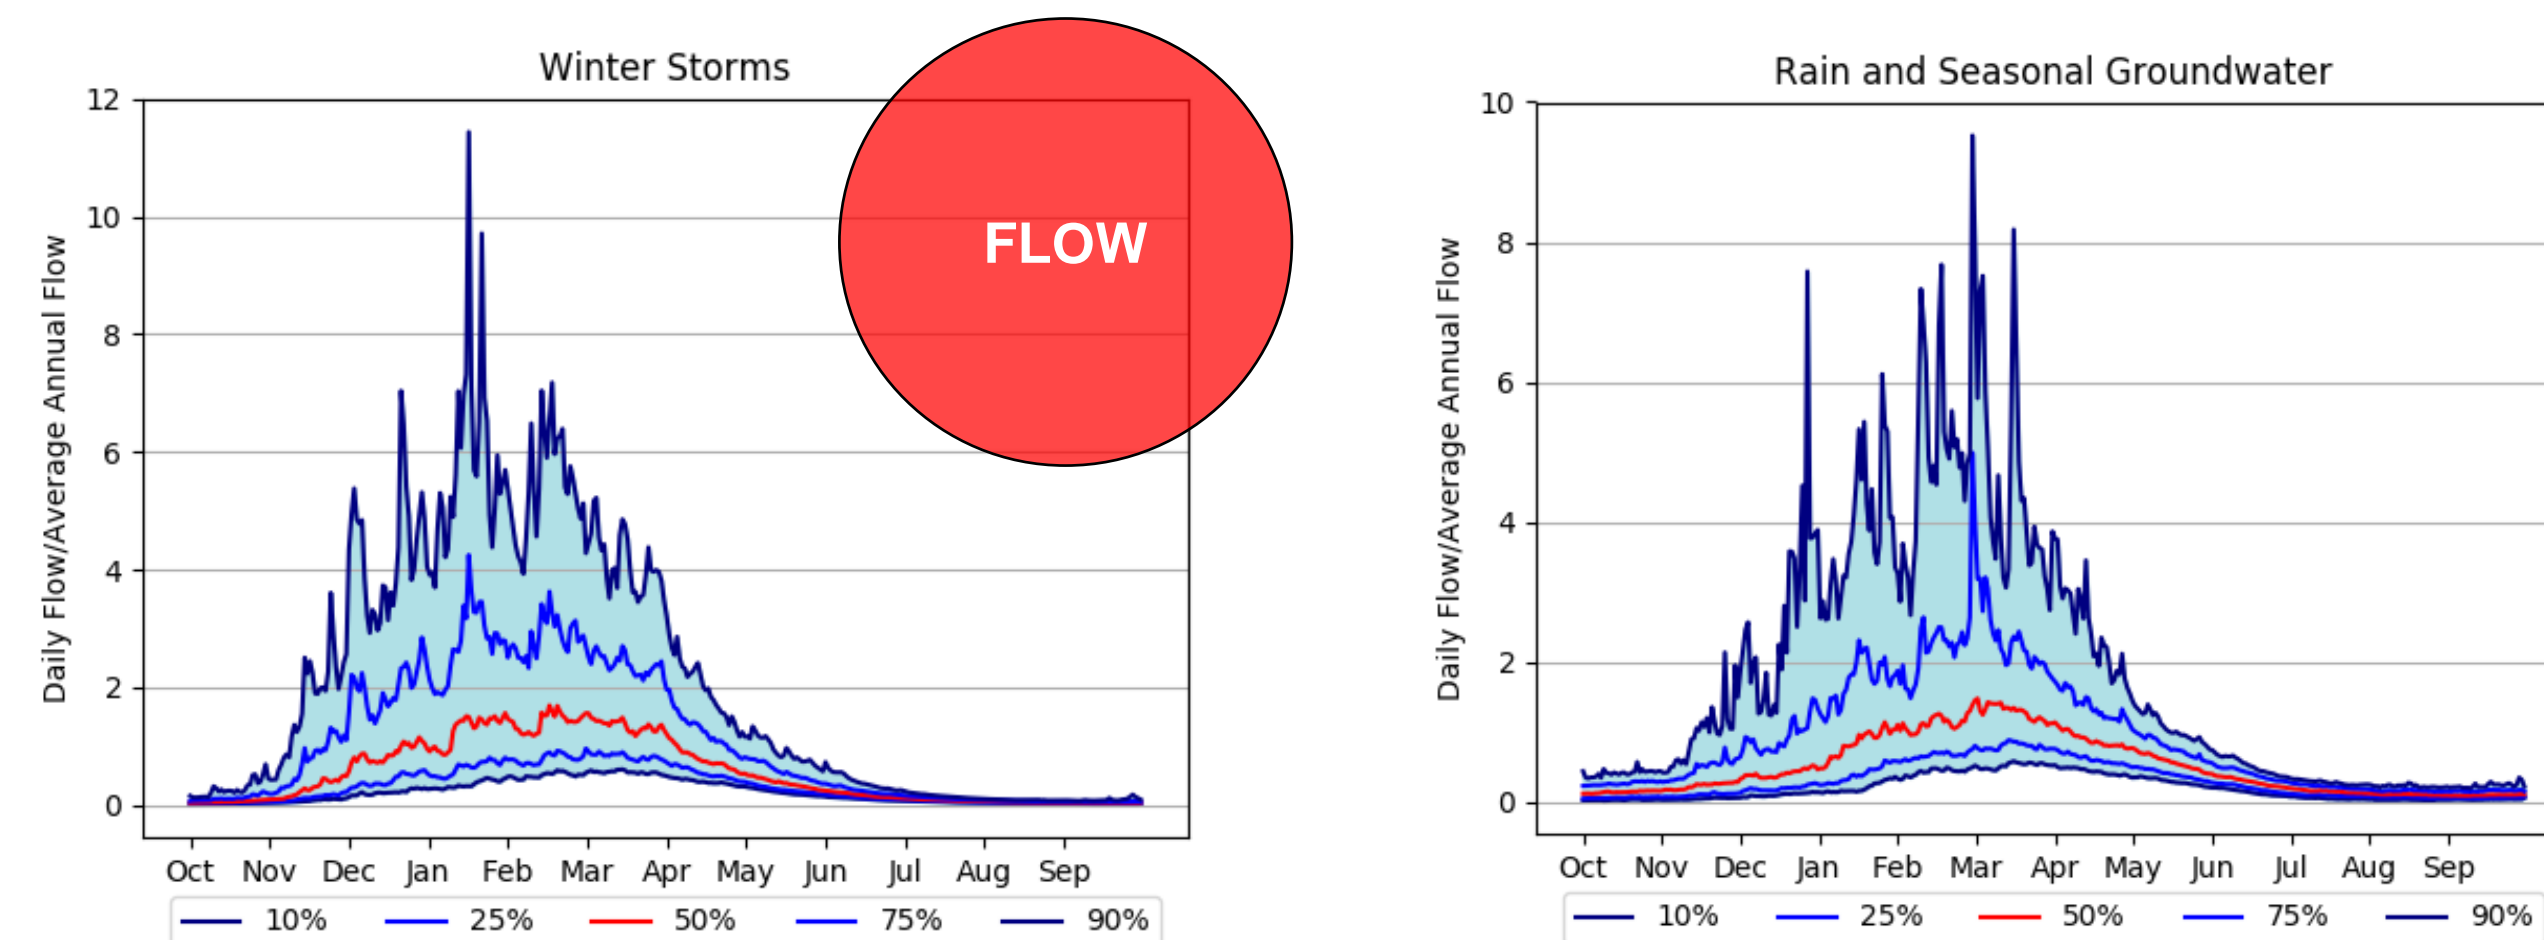 Winter Storms
12
10
8
6
4
2
0
Daily Flow/Average Annual Flow
Oct Nov Dec Jan Feb Mar Apr May Jun Jul Aug Sep
10% 25% 50% 75% 90%
FLOW
Rain and Seasonal Groundwater
10
8
6
4
2
0
Daily Flow/Average Annual Flow
Oct Nov Dec Jan Feb Mar Apr May Jun Jul Aug Sep
10% 25% 50% 75% 90%